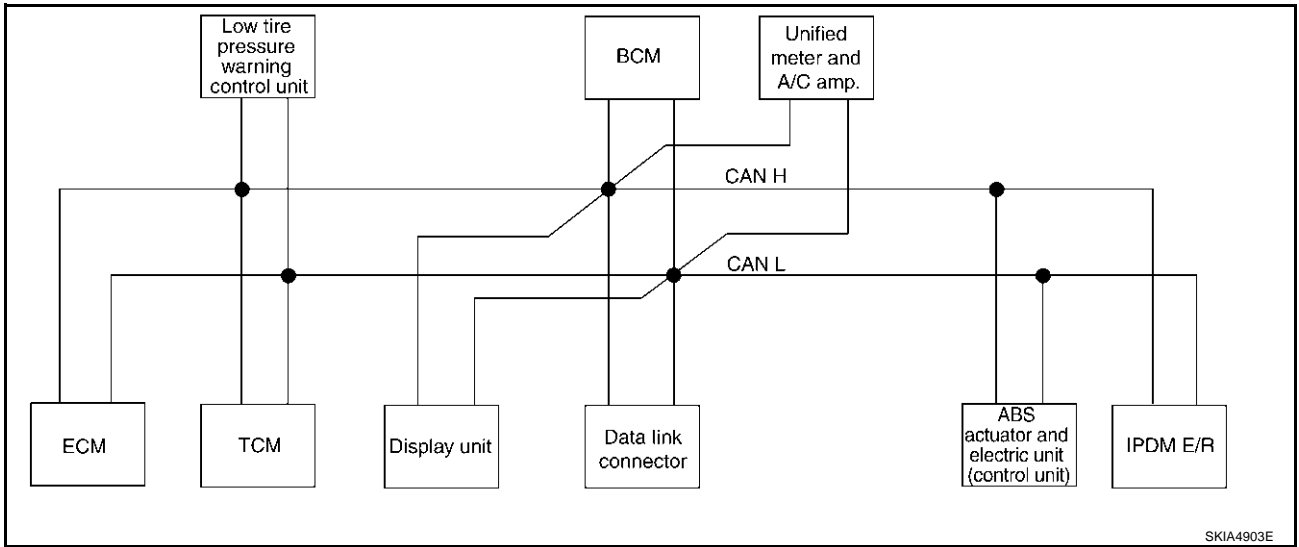 Low tire
pressure
warning
control unit
BCM
Unified
meter and
A/C amp.
CAN H
CAN L
ECM
TCM
Display unit
Data link
connector
ABS
actuator and
electric unit
(control unit)
IPDM E/R
SKIA4903E